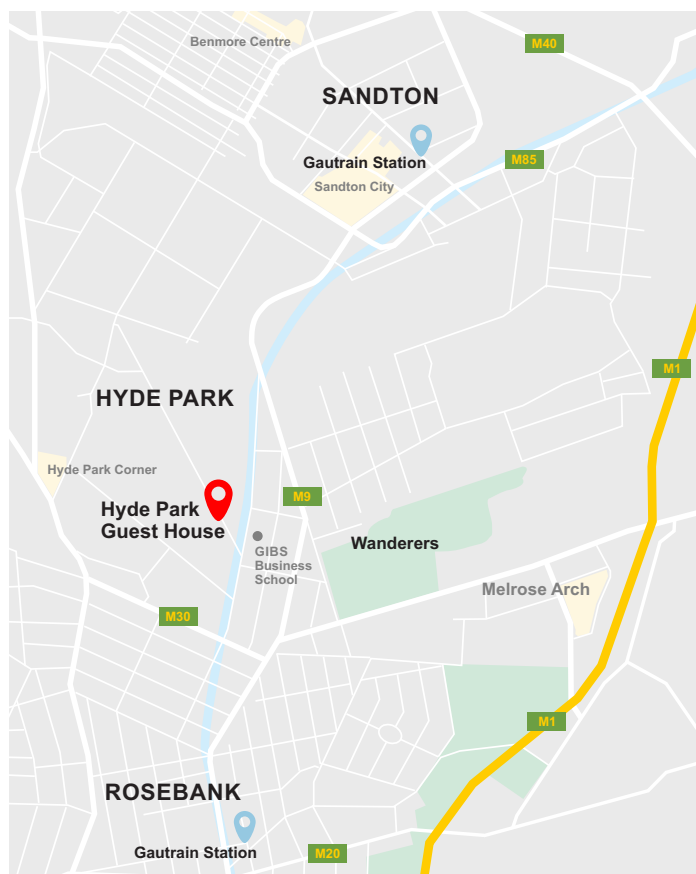 Benmore Centre
M40
SANDTON
Gautrain Station
M85
Sandton City
M1
HYDE PARK
Hyde Park Corner
M9
Hyde Park
Guest House
GIBS
Business
School
Wanderers
Melrose Arch
M30
M1
ROSEBANK
Gautrain Station
M20